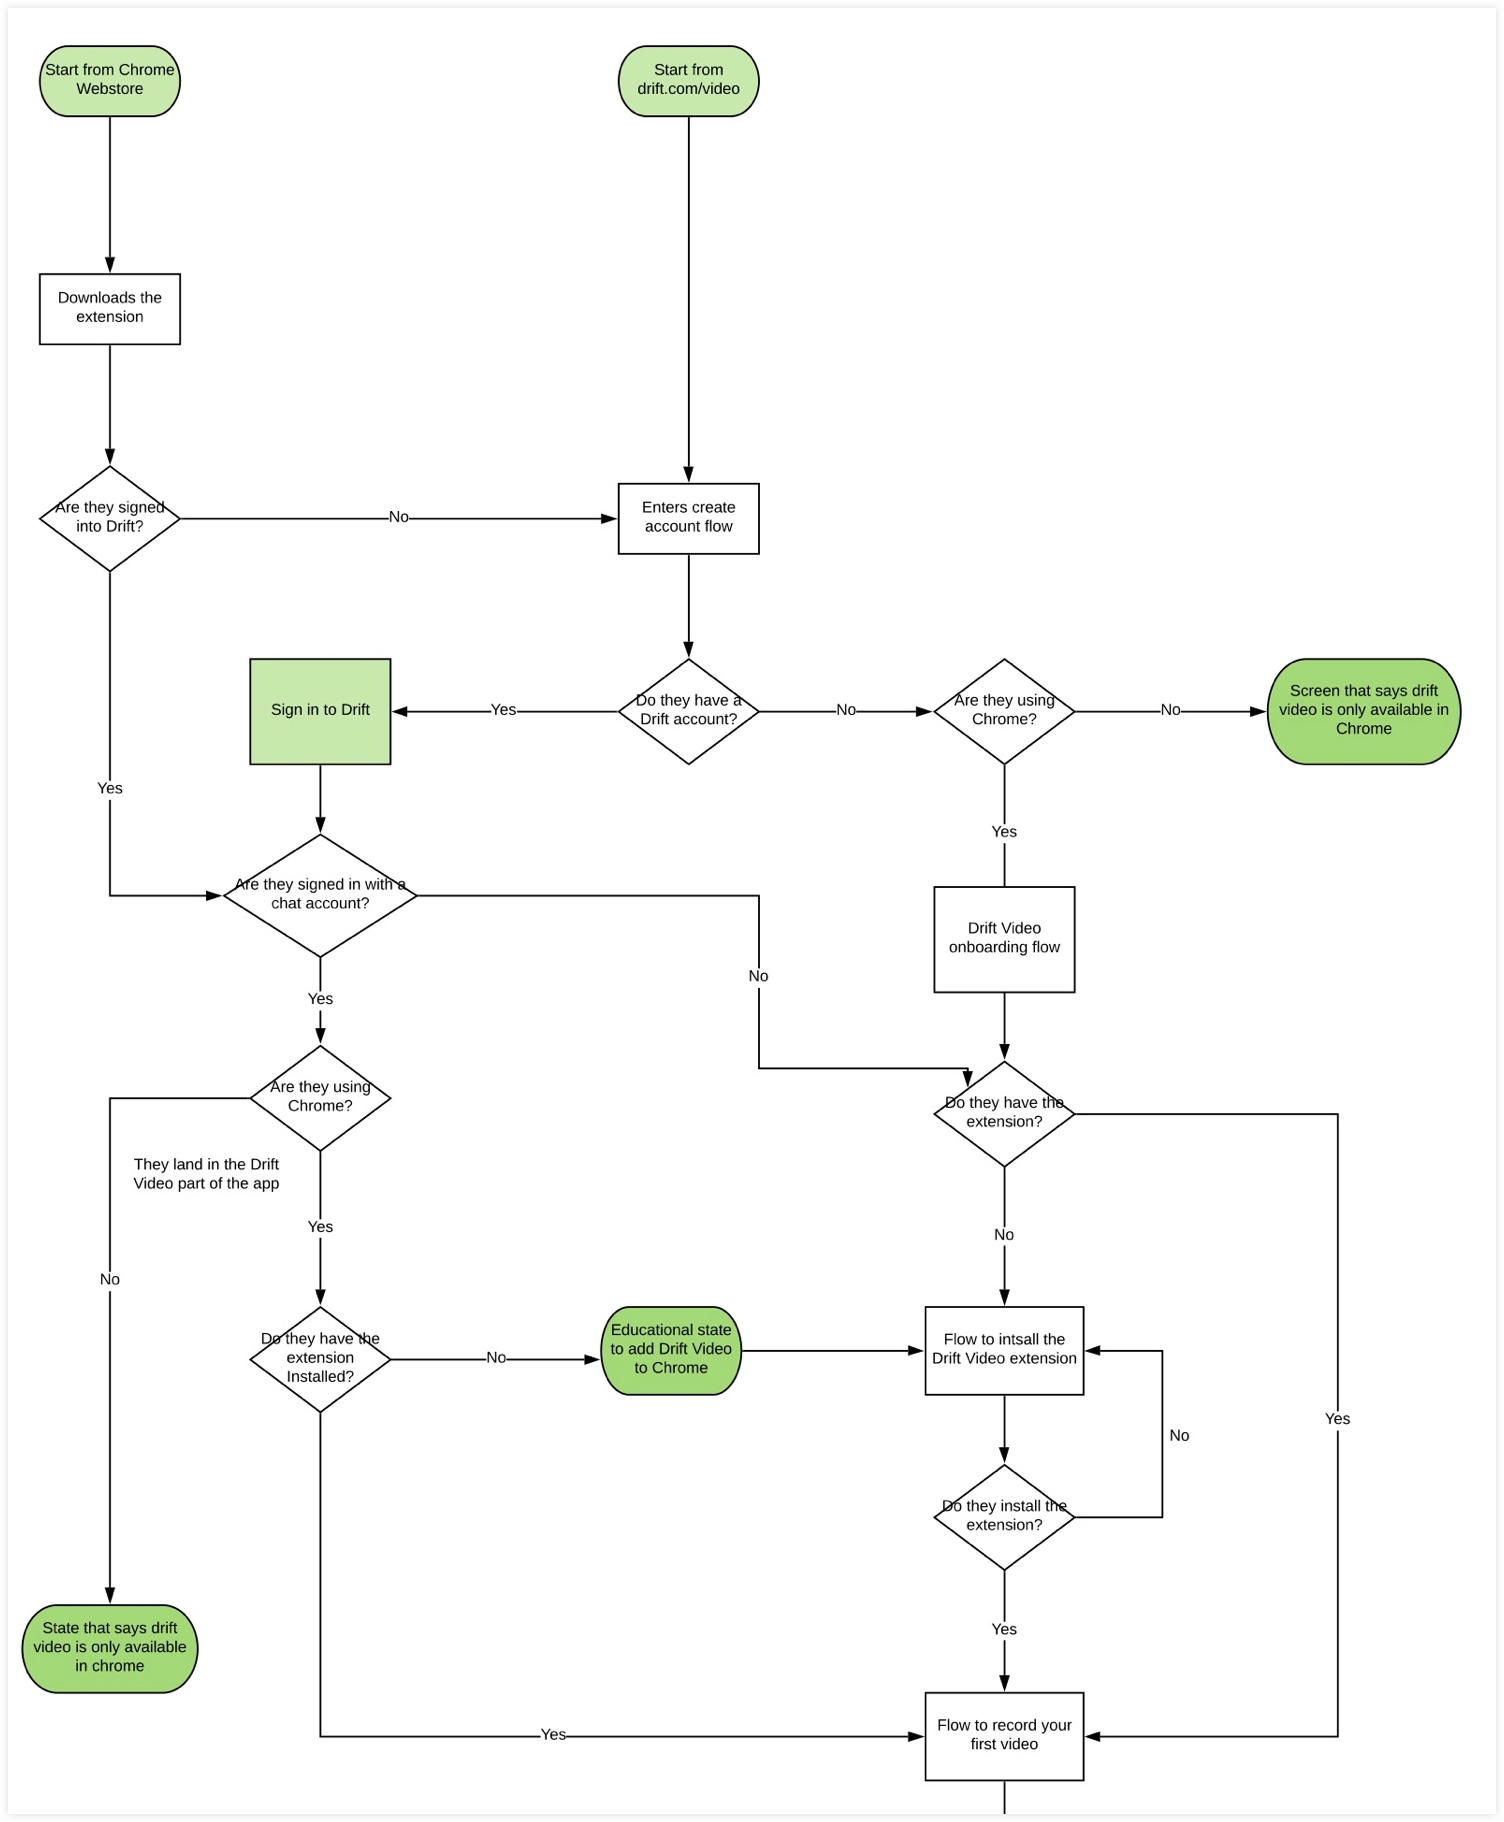 Start from Chrome
Webstore
Start from
drift.com/video
Downloads the
extension
Are they signed
into Drift?
No
Enters create
account flow
Sign in to Drift
Yes
Do they have a
Drift account?
No
Are they using
Chrome?
No
Screen that says drift
video is only available in
Chrome
Yes
Yes
Are they signed in with a
chat account?
Drift Video
onboarding flow
No
Yes
Are they using
Chrome?
Do they have the
extension?
They land in the Drift
Video part of the app
Yes
No
No
Do they have the
extension
Installed?
No
Educational state
to add Drift Video
to Chrome
Flow to intsall the
Drift Video extension
Yes
No
Do they install the
extension?
State that says drift
video is only available
in chrome
Yes
Yes
Flow to record your
first video